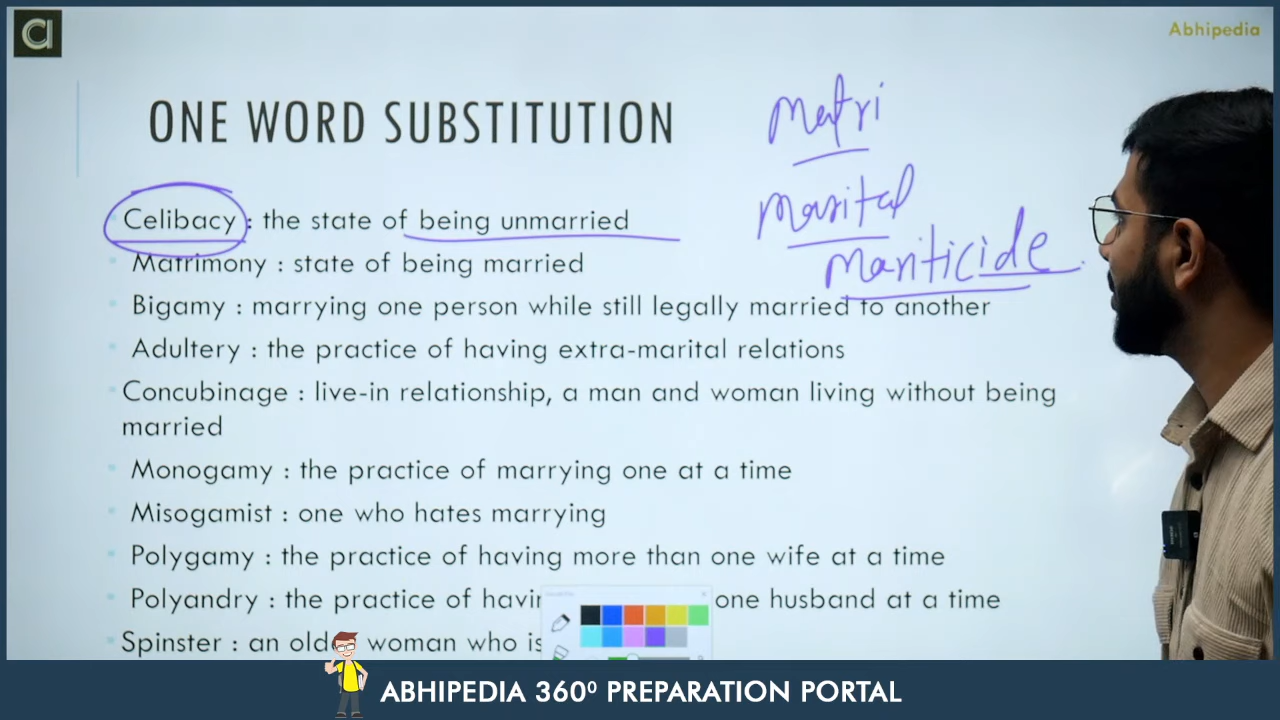 Abhipedia
ONE WORD SUBSTITUTION
Matri
Marital
Mariticide
Celibacy : the state of being unmarried
Matrimony : state of being married
Bigamy : marrying one person while still legally married to another
Adultery : the practice of having extra-marital relations
Concubinage : live-in relationship, a man and woman living without being
married
Monogamy : the practice of marrying one at a time
Misogamist : one who hates marrying
Polygamy : the practice of having more than one wife at a time
Polyandry : the practice of one husband at a time
Spinster : an woman who is
ABHIPEDIA 360º PREPARATION PORTAL